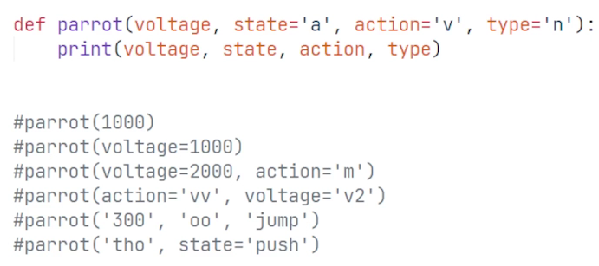 def parrot(voltage, state='a', action='v', type='n'):
    print(voltage, state, action, type)
#parrot(1000)
#parrot(voltage=1000)
#parrot(voltage=2000, action='m')
#parrot(action='vv', voltage='v2')
#parrot('300', 'oo', 'jump')
#parrot('tho', state='push')